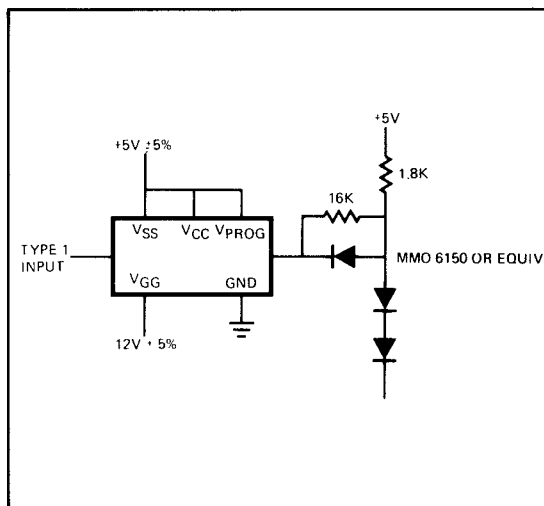 +5V
+5V ±5%
1.8K
16K
VSS VCC VPROG
TYPE 1
INPUT
MMO 6150 OR EQUIV
VGG GND
12V ± 5%